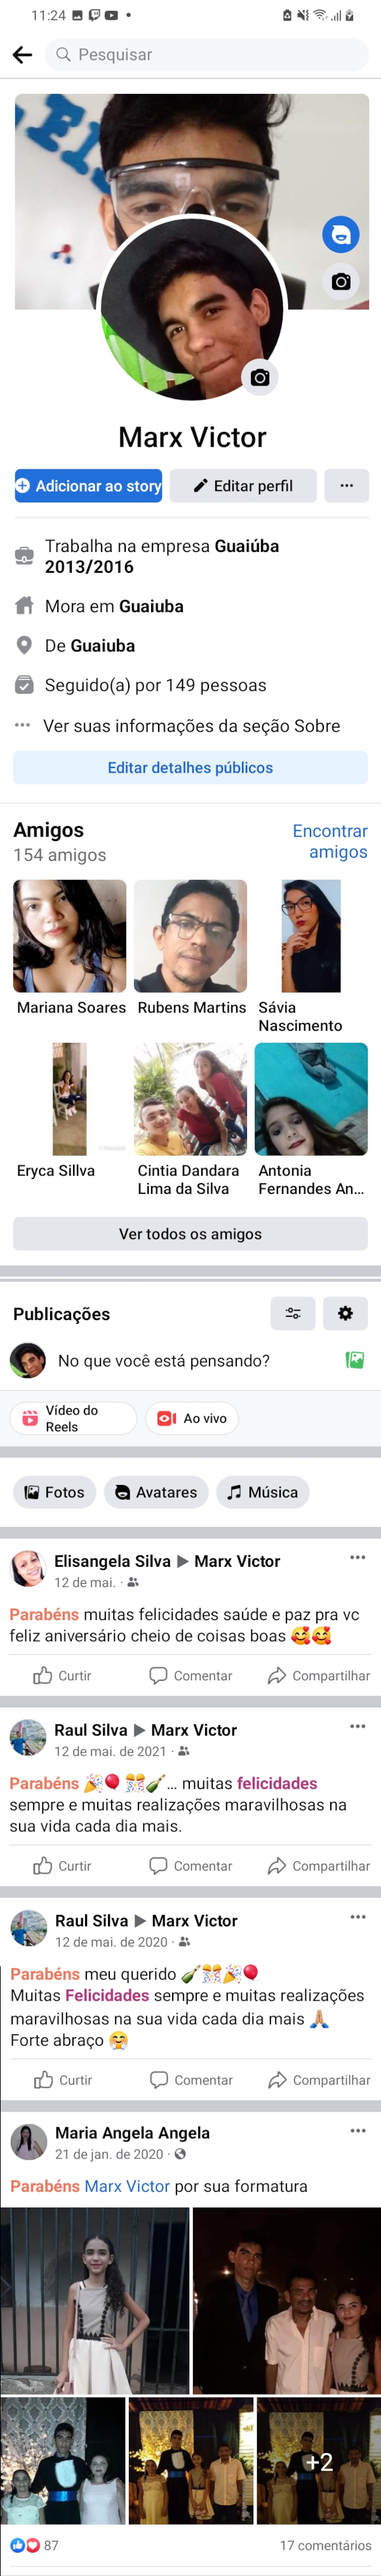 11:24
Pesquisar
Marx Victor
Adicionar ao story
Editar perfil
Trabalha na empresa Guaiúba
2013/2016
Mora em Guaiuba
De Guaiuba
Seguido(a) por 149 pessoas
Ver suas informações da seção Sobre
Editar detalhes públicos
Amigos
Encontrar
amigos
154 amigos
Mariana Soares
Rubens Martins
Sávia
Nascimento
Eryca Sillva
Cintia Dandara
Lima da Silva
Antonia
Fernandes An...
Ver todos os amigos
Publicações
No que você está pensando?
Vídeo do
Reels
Ao vivo
Fotos
Avatares
Música
Elisangela Silva ▶ Marx Victor
12 de mai. ·
Parabéns muitas felicidades saúde e paz pra vc
feliz aniversário cheio de coisas boas 🥰🥰
Curtir
Comentar
Compartilhar
Raul Silva ▶ Marx Victor
12 de mai. de 2021 ·
Parabéns 🎉🎈 🎊🍾... muitas felicidades
sempre e muitas realizações maravilhosas na
sua vida cada dia mais.
Curtir
Comentar
Compartilhar
Raul Silva ▶ Marx Victor
12 de mai. de 2020 ·
Parabéns meu querido 🍾🎊🎉🎈
Muitas Felicidades sempre e muitas realizações
maravilhosas na sua vida cada dia mais 🙏
Forte abraço 🤗
Curtir
Comentar
Compartilhar
Maria Angela Angela
21 de jan. de 2020 ·
Parabéns Marx Victor por sua formatura
+2
87
17 comentários